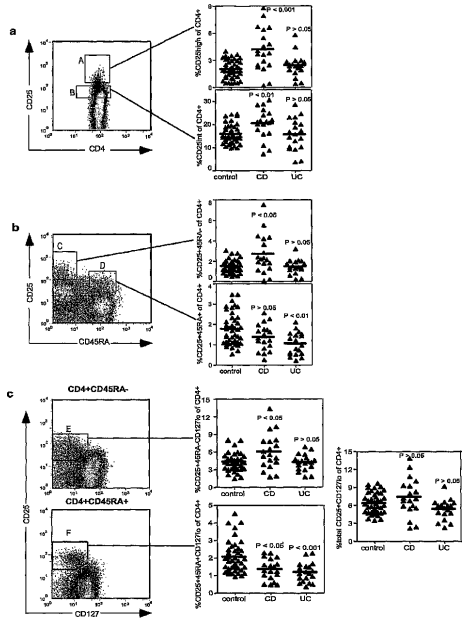 a
A
B
CD25
CD4
%CD25high of CD4+
P < 0.001
P > 0.05
%CD25int of CD4+
P < 0.01
P > 0.05
control
CD
UC
b
C
D
CD25
CD45RA
%CD25+45RA- of CD4+
P < 0.05
P > 0.05
%CD25+45RA+ of CD4+
P > 0.05
P < 0.01
control
CD
UC
c
CD4+CD45RA-
E
CD4+CD45RA+
F
CD25
CD127
%CD25+45RA-CD127lo of CD4+
P < 0.05
P > 0.05
control
CD
UC
%CD25+45RA+CD127lo of CD4+
P < 0.05
P < 0.001
control
CD
UC
%total CD25+CD127lo of CD4+
P > 0.05
P > 0.05
control
CD
UC